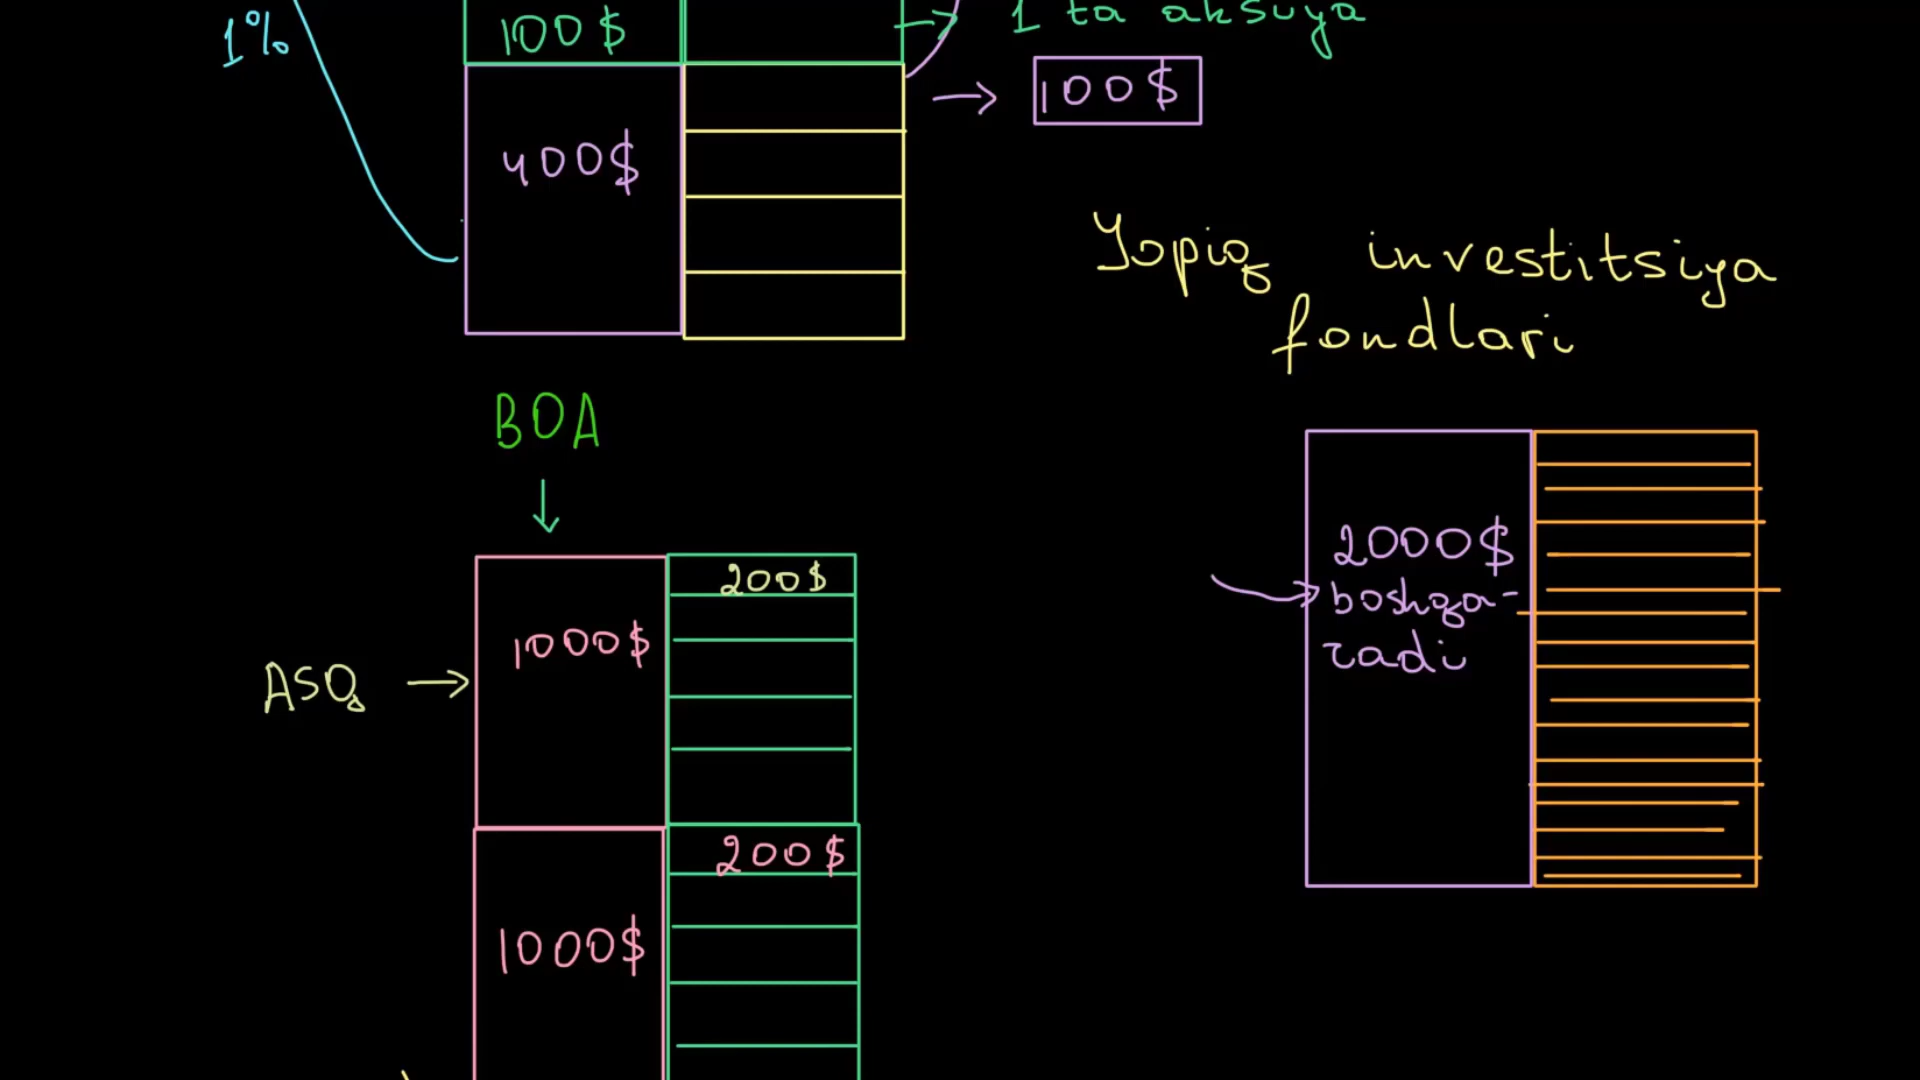 1%
100$
1 ta aksiya
100$
400$
Yopiq investitsiya
fondlari
BOA
200$
2000$
boshqa-
radi
1000$
ASQ
200$
1000$